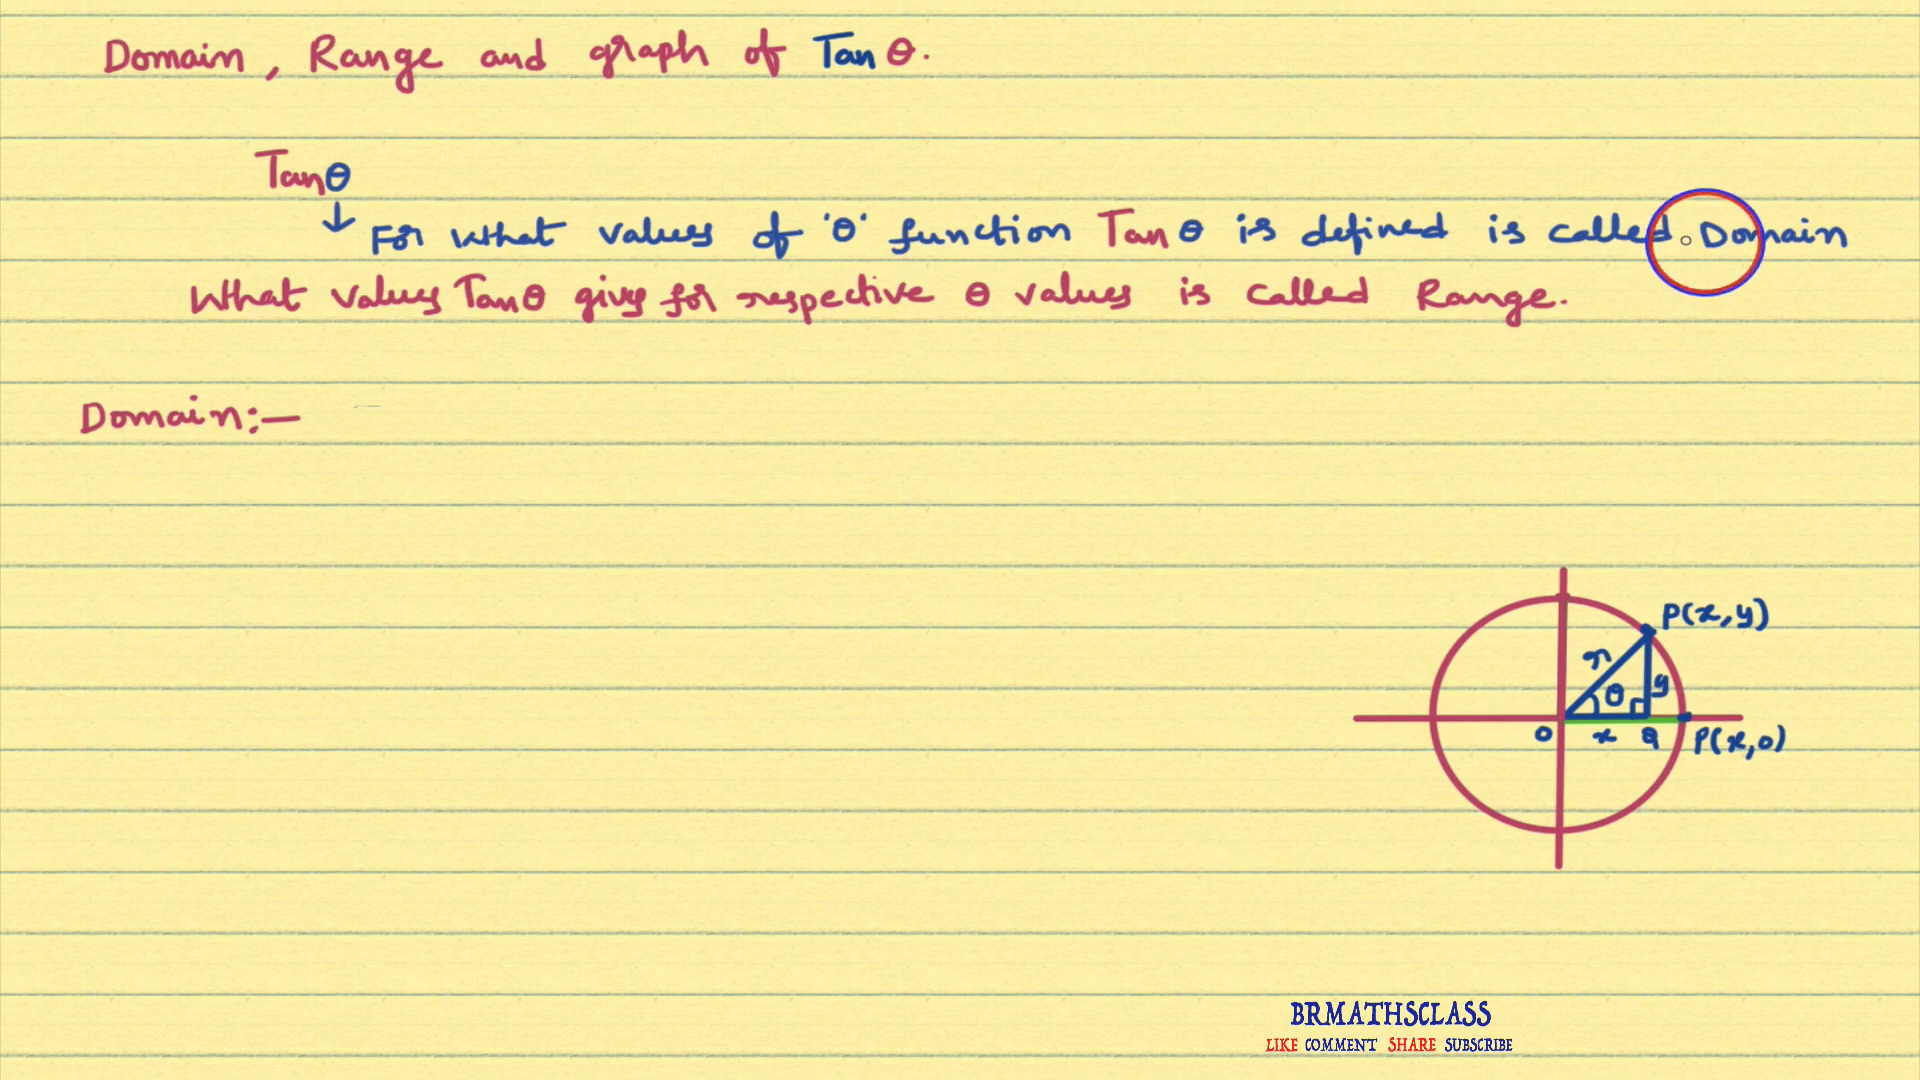 Domain, Range and graph of Tan θ.
Tanθ
↓ For what values of 'θ' function Tan θ is defined is called Domain
What values Tanθ gives for respective θ values is called Range.
Domain:—
P(x,y)
r
θ
y
O
x
Q
P(x,0)
BRMATHSCLASS
LIKE COMMENT SHARE SUBSCRIBE